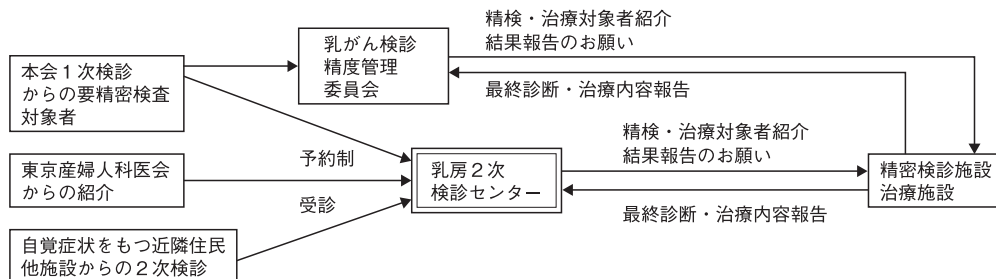 本会１次検診
からの要精密検査
対象者
東京産婦人科医会
からの紹介
自覚症状をもつ近隣住民
他施設からの２次検診
乳がん検診
精度管理
委員会
予約制
受診
乳房２次
検診センター
精検・治療対象者紹介
結果報告のお願い
最終診断・治療内容報告
精検・治療対象者紹介
結果報告のお願い
最終診断・治療内容報告
精密検診施設
治療施設